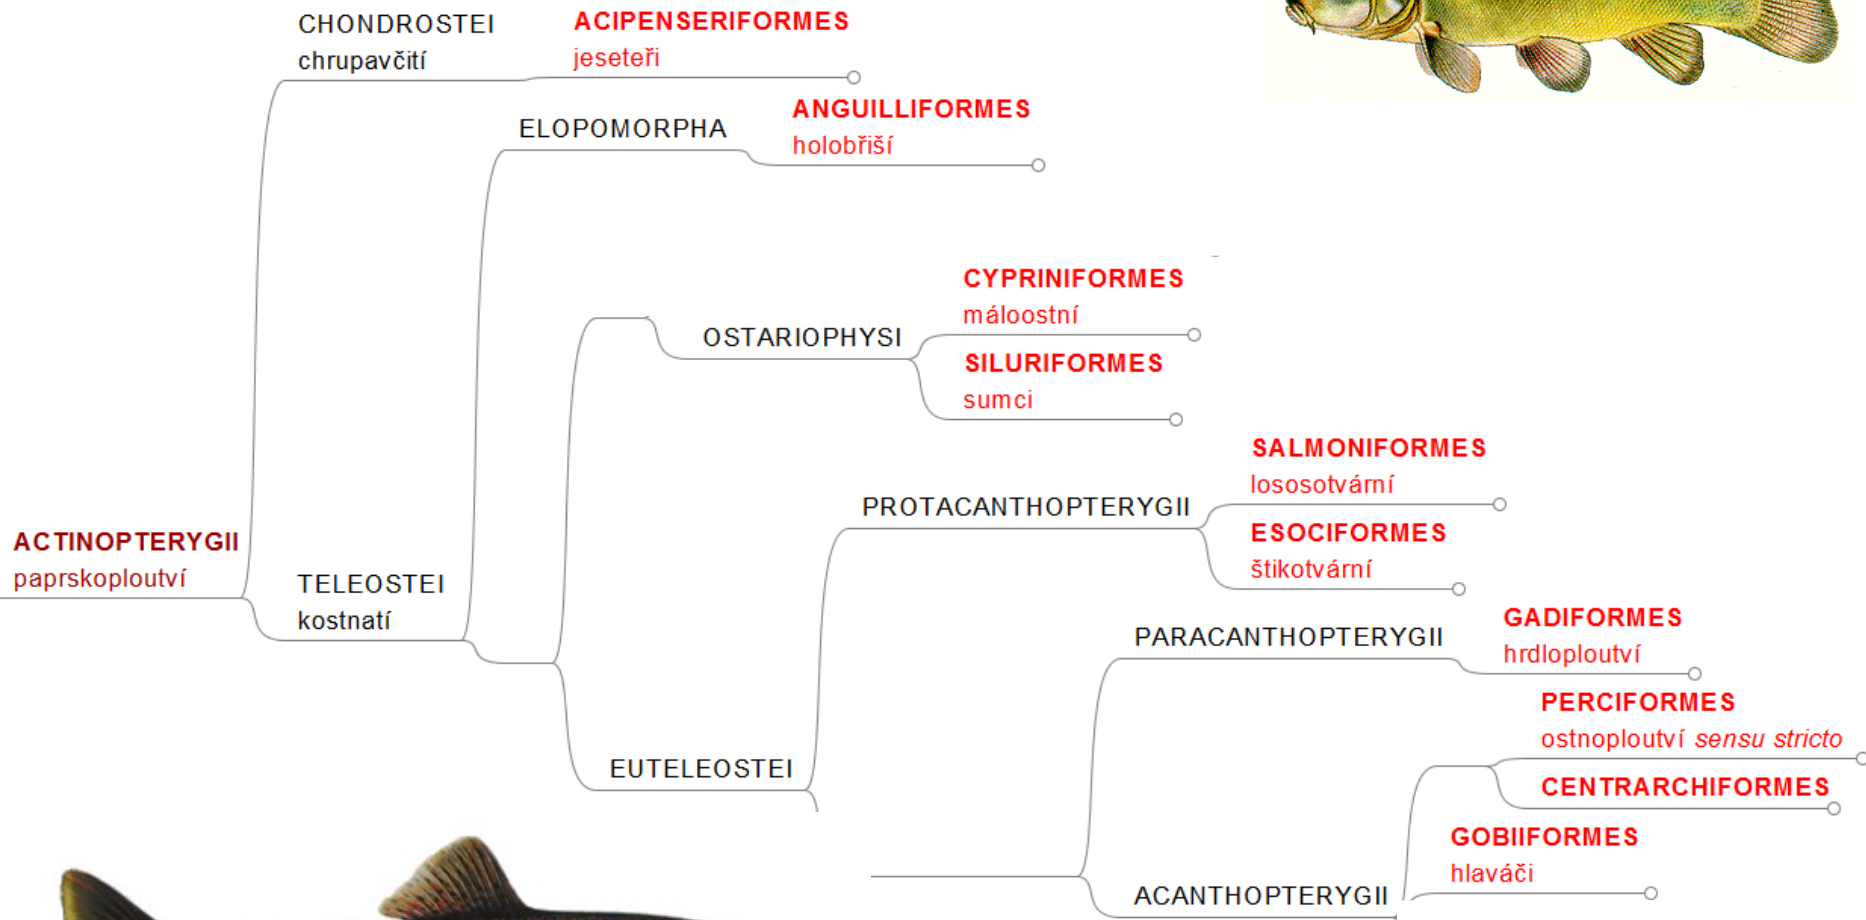 CHONDROSTEI
chrupavčití
ACIPENSERIFORMES
jeseteři
ELOPOMORPHA
ANGUILLIFORMES
holobřiší
OSTARIOPHYSI
CYPRINIFORMES
máloostní
SILURIFORMES
sumci
PROTACANTHOPTERYGII
SALMONIFORMES
lososotvární
ESOCIFORMES
štikotvární
ACTINOPTERYGII
paprskoploutví
TELEOSTEI
kostnatí
PARACANTHOPTERYGII
GADIFORMES
hrdloploutví
PERCIFORMES
ostnoploutví sensu stricto
EUTELEOSTEI
CENTRARCHIFORMES
GOBIIFORMES
hlaváči
ACANTHOPTERYGII